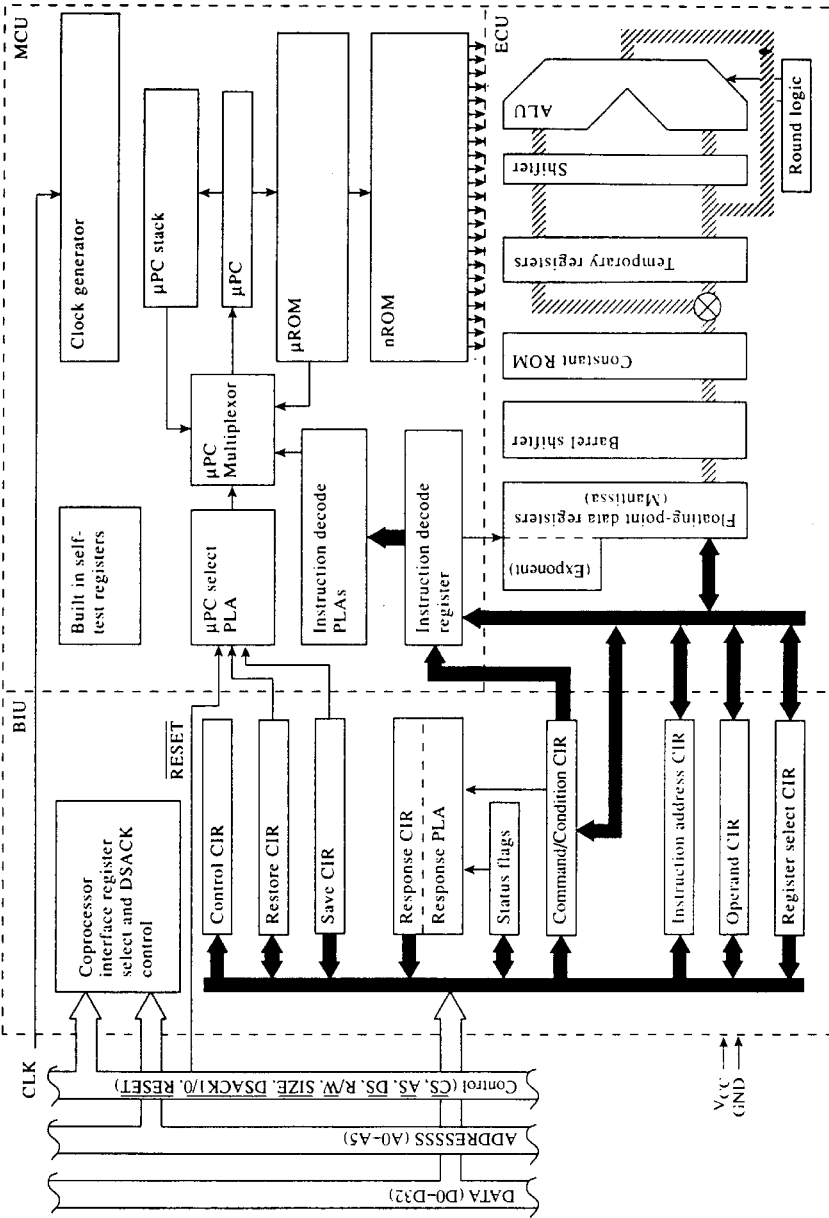 MCU
BIU
ECU
CLK
Clock generator
µPC stack
µPC
µROM
nROM
µPC
Multiplexor
Built in self-
test registers
µPC select
PLA
Instruction decode
PLAs
Instruction decode
register
RESET
Coprocessor
interface register
select and DSACK
control
Control CIR
Restore CIR
Save CIR
Response CIR
Response PLA
Status flags
Command/Condition CIR
Instruction address CIR
Operand CIR
Register select CIR
ALU
Round logic
Shifter
Temporary registers
Constant ROM
Barrel shifter
Floating-point data registers
(Mantissa)
(Exponent)
Control (CS, AS, DS, R/W, SIZE, DSACK1/0, RESET)
ADDRESSSS (A0–A5)
DATA (D0–D32)
VCC
GND